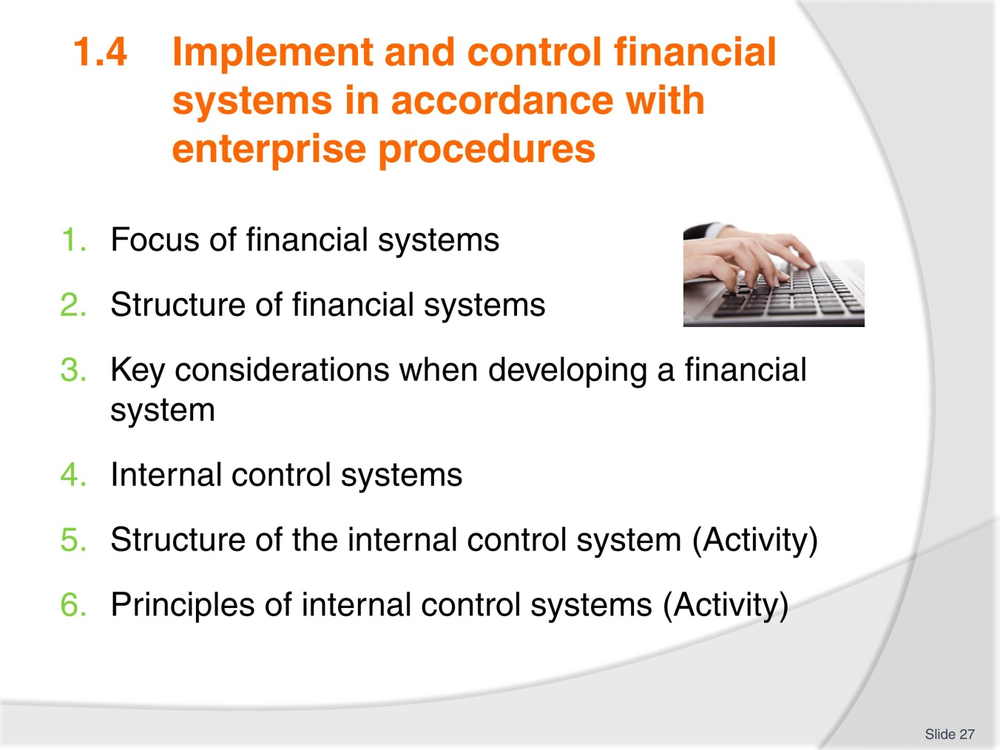 1.4 Implement and control financial
systems in accordance with
enterprise procedures
1. Focus of financial systems
2. Structure of financial systems
3. Key considerations when developing a financial
system
4. Internal control systems
5. Structure of the internal control system (Activity)
6. Principles of internal control systems (Activity)
Slide 27